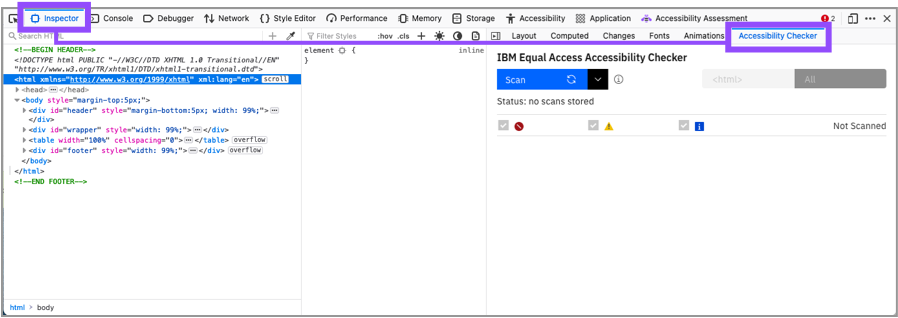 Inspector Console Debugger Network Style Editor Performance Memory Storage Accessibility Application Accessibility Assessment 2
Search HTML
Filter Styles :hov .cls
Layout Computed Changes Fonts Animations Accessibility Checker
<!--BEGIN HEADER-->
<!DOCTYPE html PUBLIC "-//W3C//DTD XHTML 1.0 Transitional//EN"
"http://www.w3.org/TR/xhtml1/DTD/xhtml1-transitional.dtd">
<html xmlns="http://www.w3.org/1999/xhtml" xml:lang="en"> scroll
<head> </head>
<body style="margin-top:5px;">
<div id="header" style="margin-bottom:5px; width: 99%;">
</div>
<div id="wrapper" style="width: 99%;"> </div>
<table width="100%" cellspacing="0"> </table> overflow
<div id="footer" style="width: 99%;"> </div> overflow
</body>
</html>
<!--END FOOTER-->
html > body
element { inline
}
IBM Equal Access Accessibility Checker
Scan <html> All
Status: no scans stored
Not Scanned